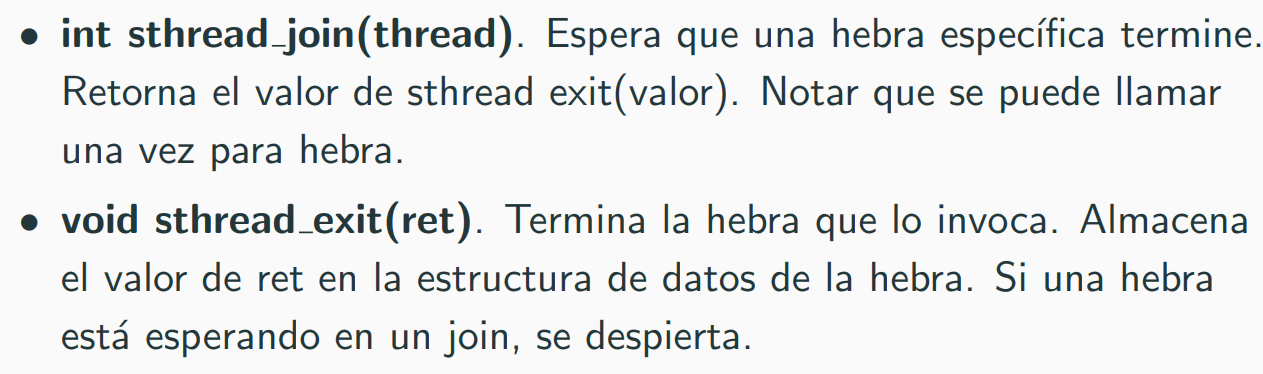 • int sthread_join(thread). Espera que una hebra específica termine.
Retorna el valor de sthread exit(valor). Notar que se puede llamar
una vez para hebra.
• void sthread_exit(ret). Termina la hebra que lo invoca. Almacena
el valor de ret en la estructura de datos de la hebra. Si una hebra
está esperando en un join, se despierta.